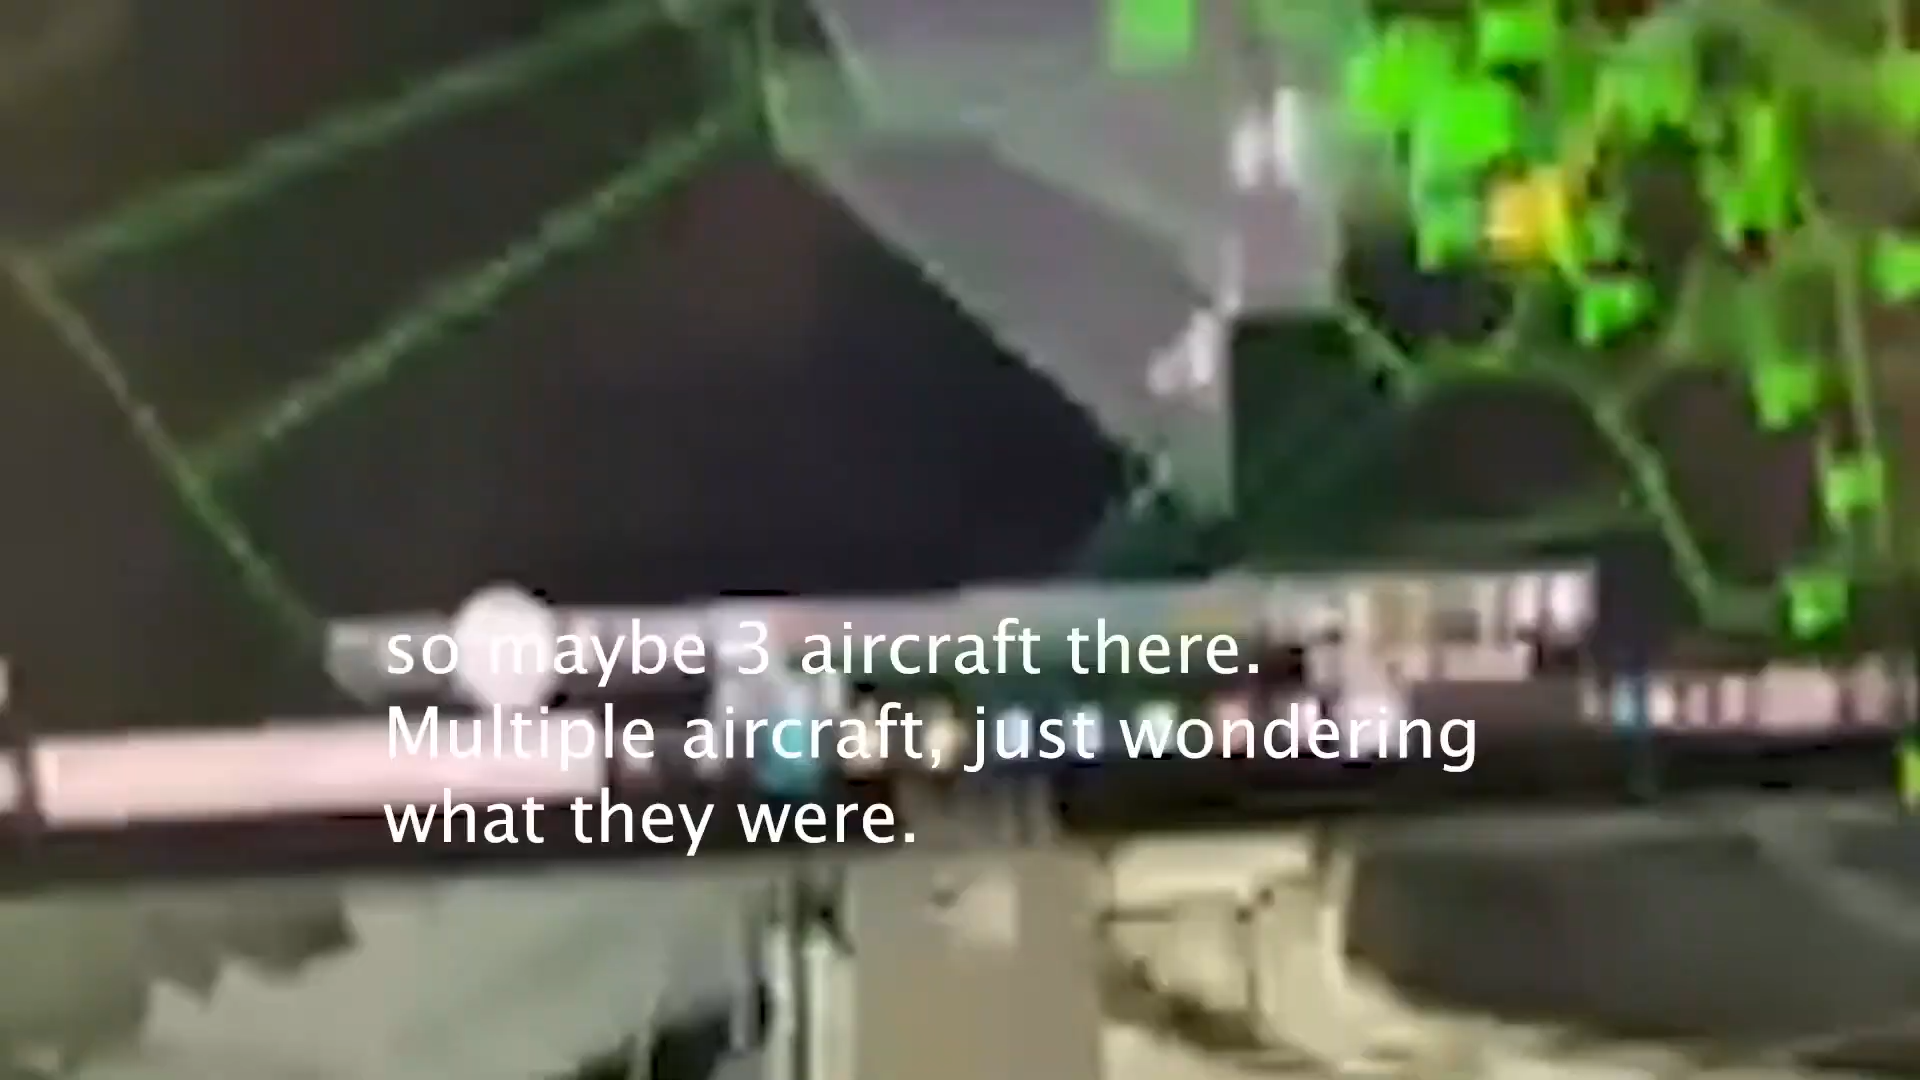 so maybe 3 aircraft there.
Multiple aircraft, just wondering
what they were.